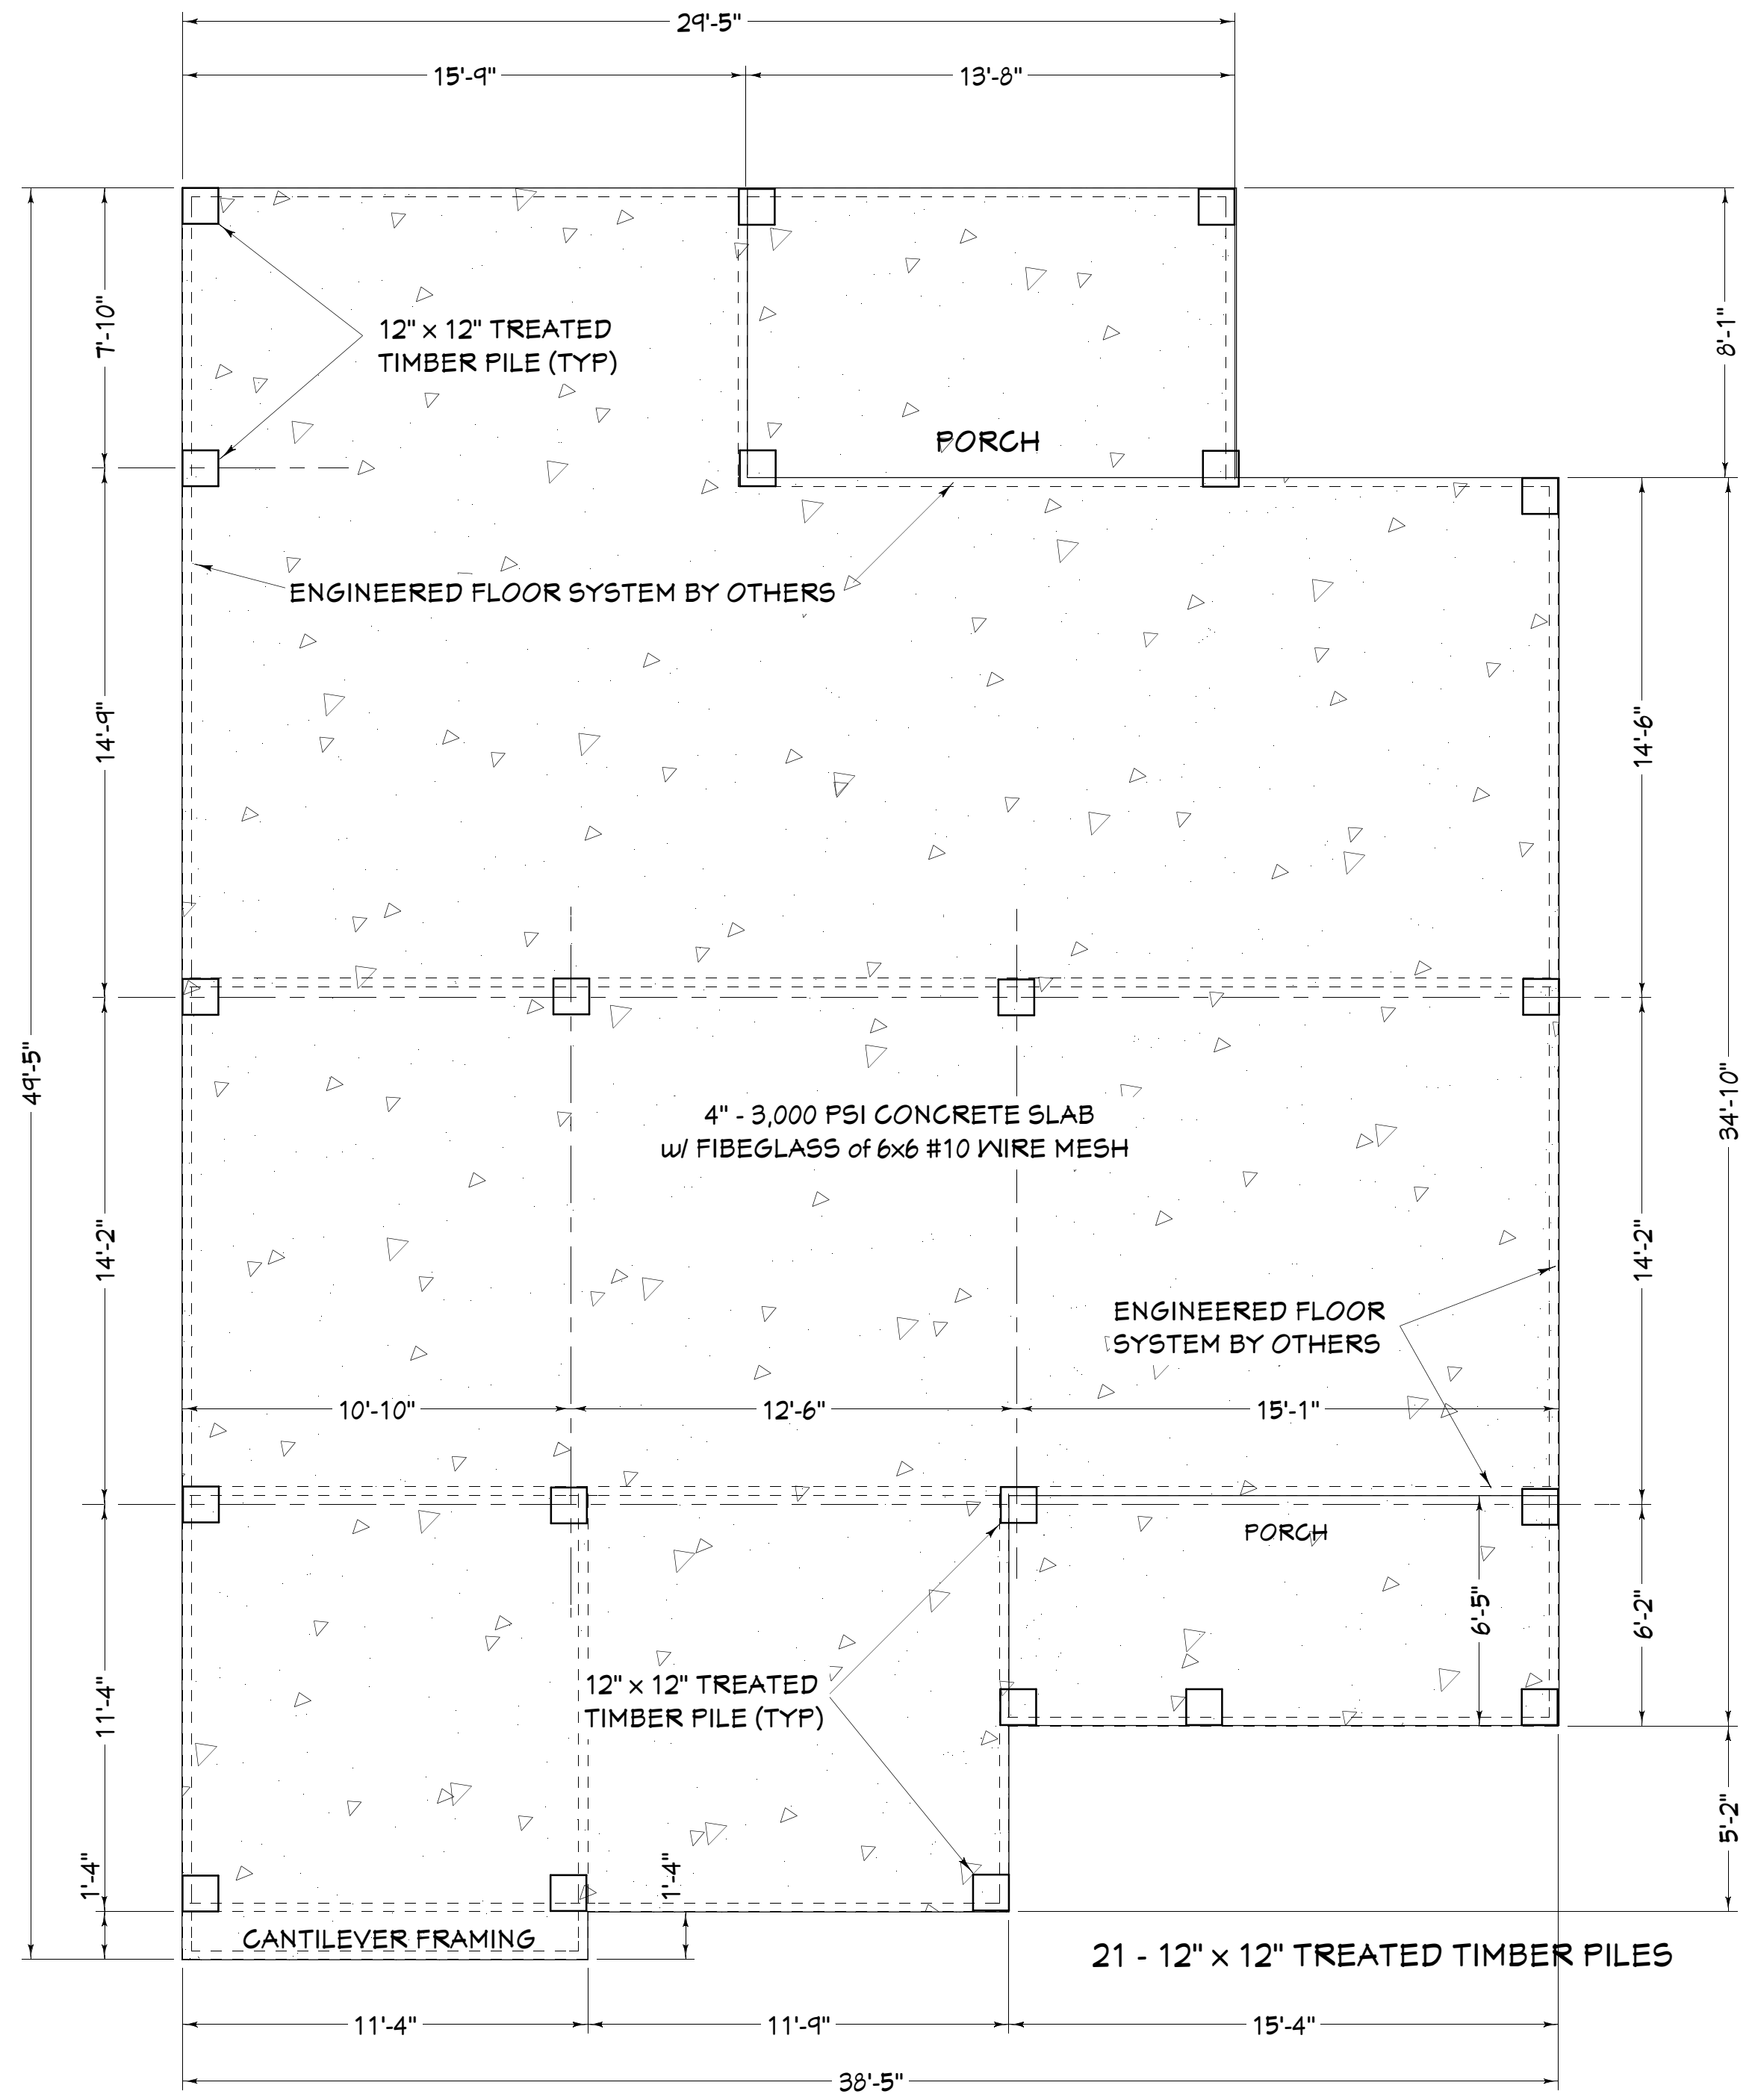 29'-5"
15'-9"
13'-8"
7'-10"
8'-1"
12" x 12" TREATED
TIMBER PILE (TYP)
PORCH
ENGINEERED FLOOR SYSTEM BY OTHERS
14'-9"
14'-6"
49'-5"
34'-10"
4" - 3,000 PSI CONCRETE SLAB
w/ FIBEGLASS of 6x6 #10 WIRE MESH
14'-2"
14'-2"
ENGINEERED FLOOR
SYSTEM BY OTHERS
10'-10"
12'-6"
15'-1"
PORCH
6'-5"
6'-2"
11'-4"
12" x 12" TREATED
TIMBER PILE (TYP)
5'-2"
1'-4"
1'-4"
CANTILEVER FRAMING
21 - 12" x 12" TREATED TIMBER PILES
11'-4"
11'-9"
15'-4"
38'-5"